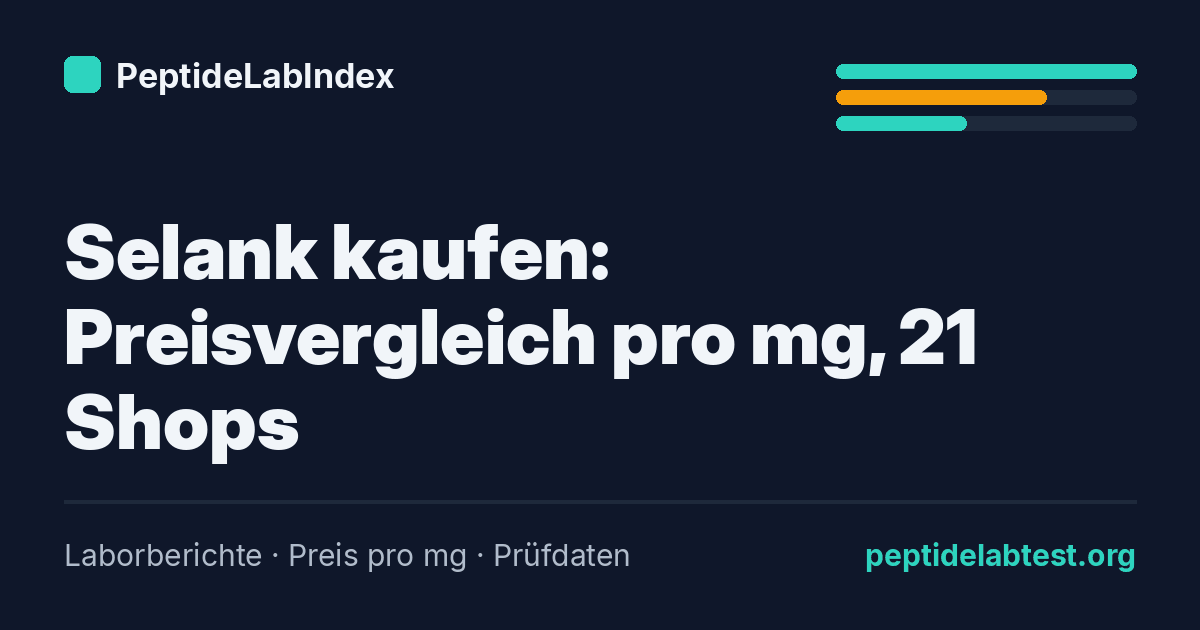 PeptideLabIndex
Selank kaufen:
Preisvergleich pro mg, 21
Shops
Laborberichte · Preis pro mg · Prüfdaten
peptidelabtest.org